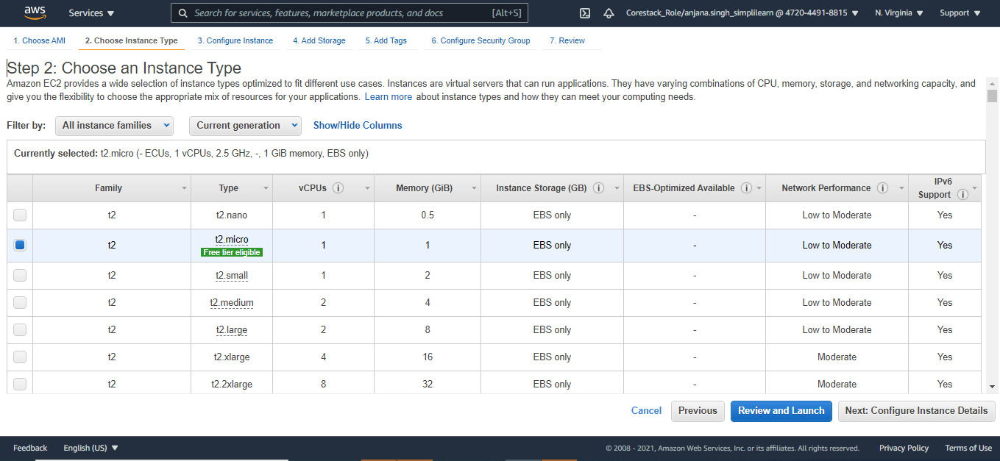 aws Services Search for services, features, marketplace products, and docs [Alt+S] Corestack_Role/anjana.singh_simplilearn @ 4720-4491-8815 N. Virginia Support
1. Choose AMI 2. Choose Instance Type 3. Configure Instance 4. Add Storage 5. Add Tags 6. Configure Security Group 7. Review
Step 2: Choose an Instance Type
Amazon EC2 provides a wide selection of instance types optimized to fit different use cases. Instances are virtual servers that can run applications. They have varying combinations of CPU, memory, storage, and networking capacity, and
give you the flexibility to choose the appropriate mix of resources for your applications. Learn more about instance types and how they can meet your computing needs.
Filter by: All instance families Current generation Show/Hide Columns
Currently selected: t2.micro (- ECUs, 1 vCPUs, 2.5 GHz, -, 1 GiB memory, EBS only)
Family Type vCPUs Memory (GiB) Instance Storage (GB) EBS-Optimized Available Network Performance IPv6 Support
t2 t2.nano 1 0.5 EBS only - Low to Moderate Yes
t2 t2.micro 1 1 EBS only - Low to Moderate Yes
Free tier eligible
t2 t2.small 1 2 EBS only - Low to Moderate Yes
t2 t2.medium 2 4 EBS only - Low to Moderate Yes
t2 t2.large 2 8 EBS only - Low to Moderate Yes
t2 t2.xlarge 4 16 EBS only - Moderate Yes
t2 t2.2xlarge 8 32 EBS only - Moderate Yes
Cancel Previous Review and Launch Next: Configure Instance Details
Feedback English (US) © 2008 - 2021, Amazon Web Services, Inc. or its affiliates. All rights reserved. Privacy Policy Terms of Use